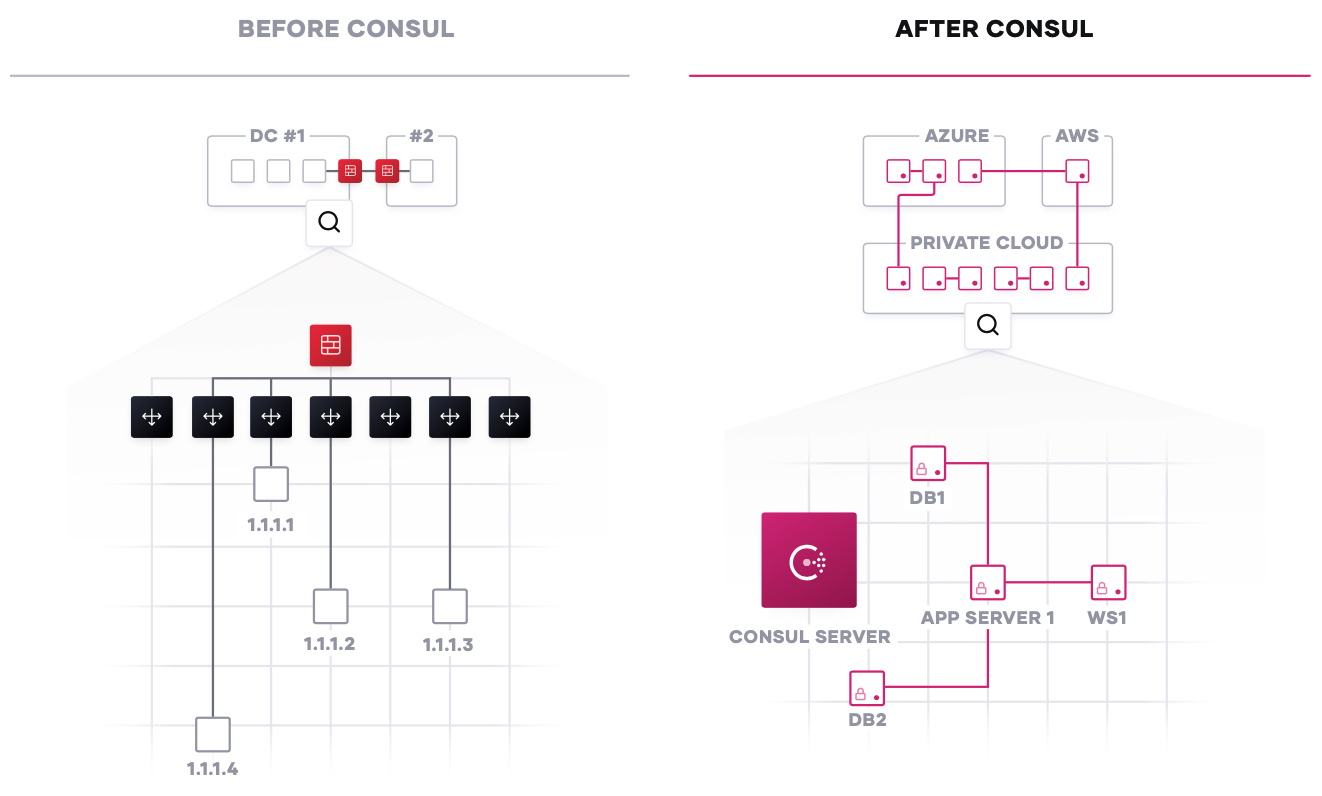 BEFORE CONSUL
DC #1
#2
1.1.1.1
1.1.1.2
1.1.1.3
1.1.1.4
AFTER CONSUL
AZURE
AWS
PRIVATE CLOUD
DB1
APP SERVER 1
WS1
CONSUL SERVER
DB2